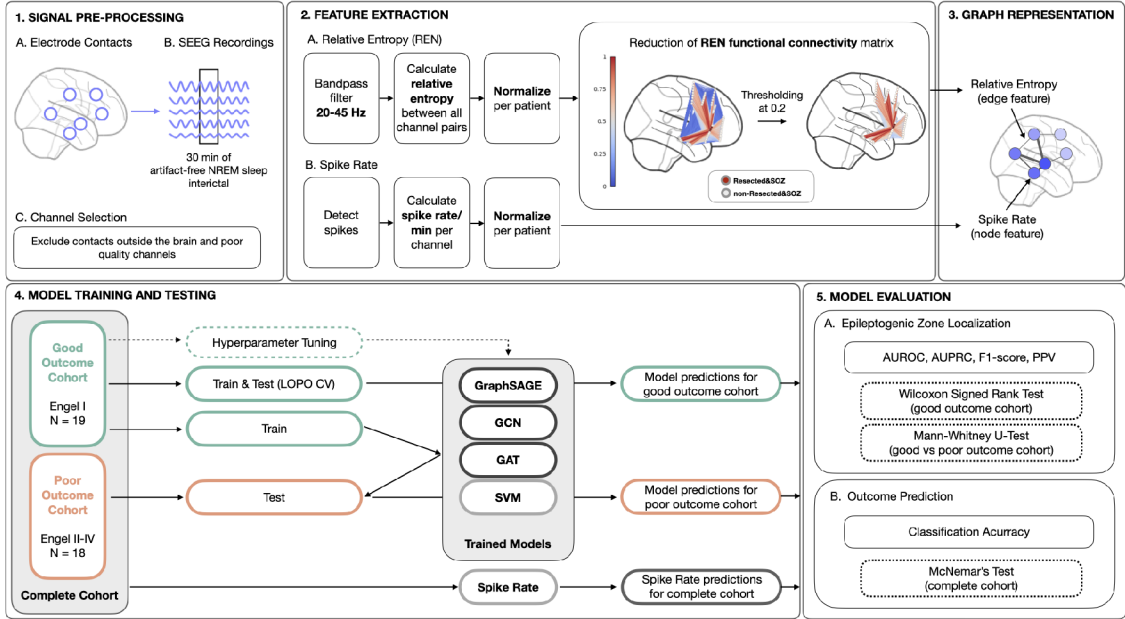 1. SIGNAL PRE-PROCESSING
A. Electrode Contacts
B. SEEG Recordings
30 min of
artifact-free NREM sleep
interictal
C. Channel Selection
Exclude contacts outside the brain and poor
quality channels
2. FEATURE EXTRACTION
A. Relative Entropy (REN)
Bandpass
filter
20-45 Hz
Calculate
relative
entropy
between all
channel pairs
Normalize
per patient
B. Spike Rate
Detect
spikes
Calculate
spike rate/
min per
channel
Normalize
per patient
Reduction of REN functional connectivity matrix
1
0.75
0.5
0.25
0
Thresholding
at 0.2
Resected&SOZ
non-Resected&SOZ
3. GRAPH REPRESENTATION
Relative Entropy
(edge feature)
Spike Rate
(node feature)
4. MODEL TRAINING AND TESTING
Good
Outcome
Cohort
Engel I
N = 19
Poor
Outcome
Cohort
Engel II-IV
N = 18
Complete Cohort
Hyperparameter Tuning
Train & Test (LOPO CV)
Train
Test
GraphSAGE
GCN
GAT
SVM
Trained Models
Spike Rate
Model predictions for
good outcome cohort
Model predictions for
poor outcome cohort
Spike Rate predictions
for complete cohort
5. MODEL EVALUATION
A. Epileptogenic Zone Localization
AUROC, AUPRC, F1-score, PPV
Wilcoxon Signed Rank Test
(good outcome cohort)
Mann-Whitney U-Test
(good vs poor outcome cohort)
B. Outcome Prediction
Classification Acurracy
McNemar's Test
(complete cohort)